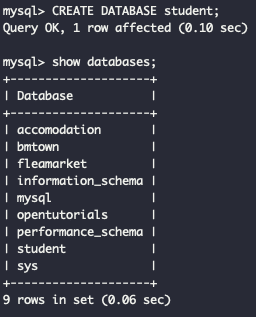 mysql> CREATE DATABASE student;
Query OK, 1 row affected (0.10 sec)
mysql> show databases;
+--------------------+
| Database           |
+--------------------+
| accomodation       |
| bmtown             |
| fleamarket         |
| information_schema |
| mysql              |
| opentutorials      |
| performance_schema |
| student            |
| sys                |
+--------------------+
9 rows in set (0.06 sec)